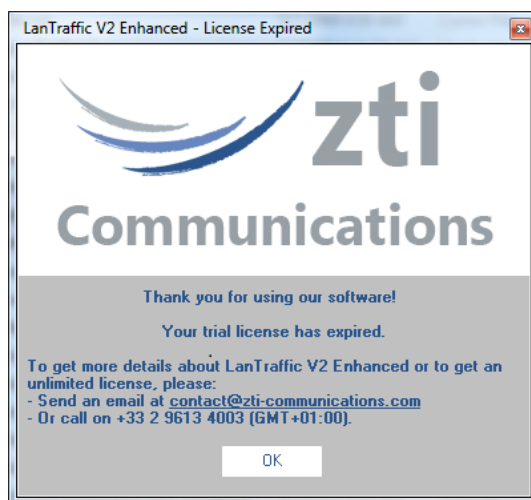 LanTraffic V2 Enhanced - License Expired
zti
Communications
Thank you for using our software!
Your trial license has expired.
To get more details about LanTraffic V2 Enhanced or to get an
unlimited license, please:
- Send an email at contact@zti-communications.com
- Or call on +33 2 9613 4003 (GMT+01:00).
OK